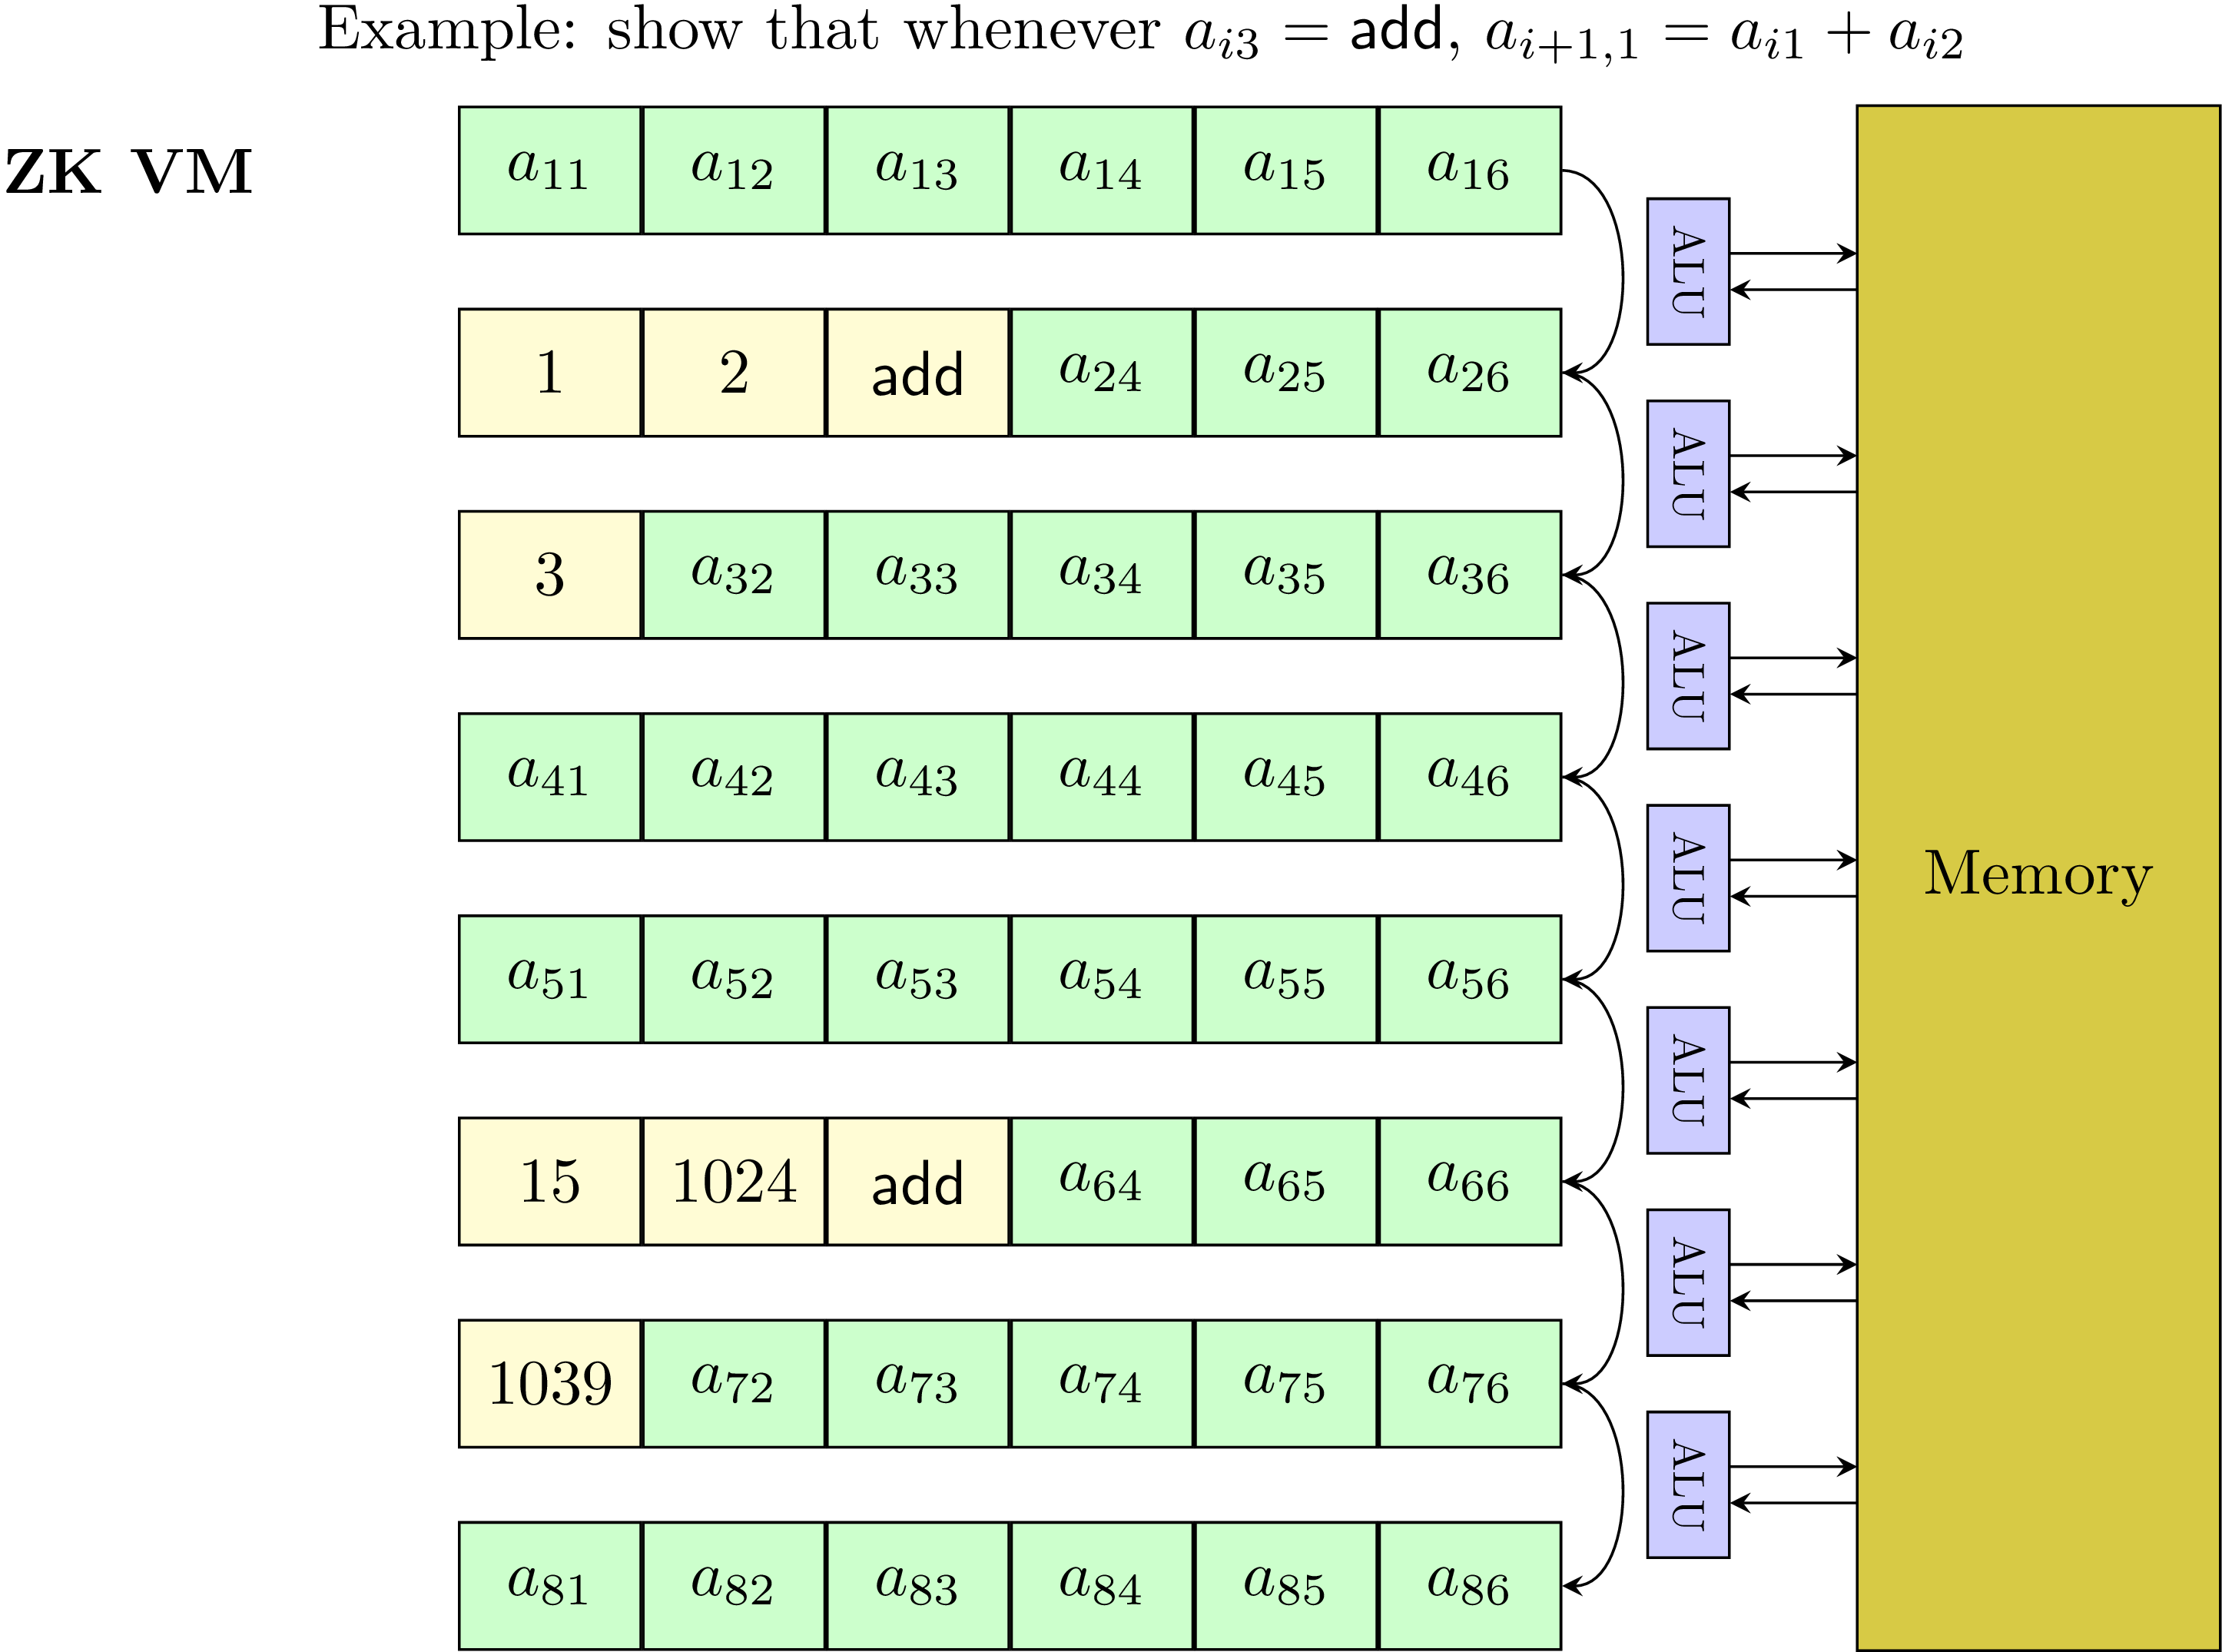 Example: show that whenever a_{i3} = add, a_{i+1,1} = a_{i1} + a_{i2}
ZK VM
a_{11} a_{12} a_{13} a_{14} a_{15} a_{16}
ALU
1 2 add a_{24} a_{25} a_{26}
ALU
3 a_{32} a_{33} a_{34} a_{35} a_{36}
ALU
a_{41} a_{42} a_{43} a_{44} a_{45} a_{46}
ALU
Memory
a_{51} a_{52} a_{53} a_{54} a_{55} a_{56}
ALU
15 1024 add a_{64} a_{65} a_{66}
ALU
1039 a_{72} a_{73} a_{74} a_{75} a_{76}
ALU
a_{81} a_{82} a_{83} a_{84} a_{85} a_{86}